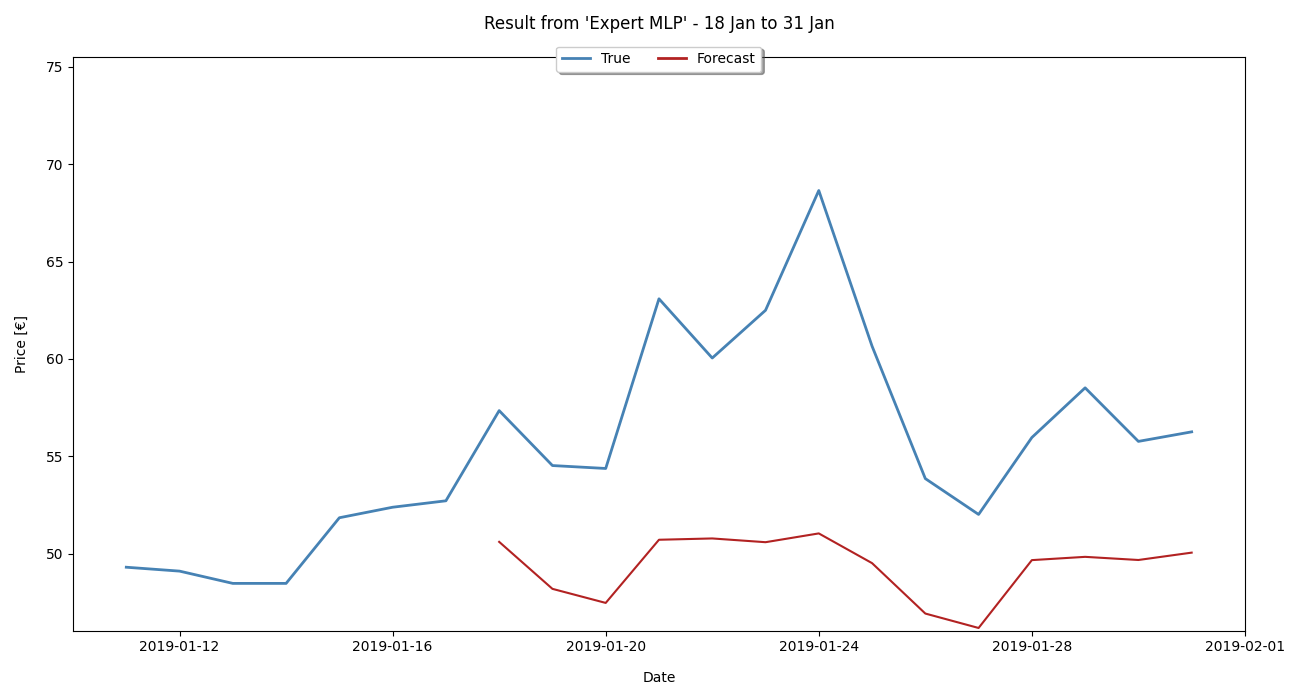 Result from 'Expert MLP' - 18 Jan to 31 Jan
True Forecast
75
70
65
60
55
50
Price [€]
2019-01-12 2019-01-16 2019-01-20 2019-01-24 2019-01-28 2019-02-01
Date